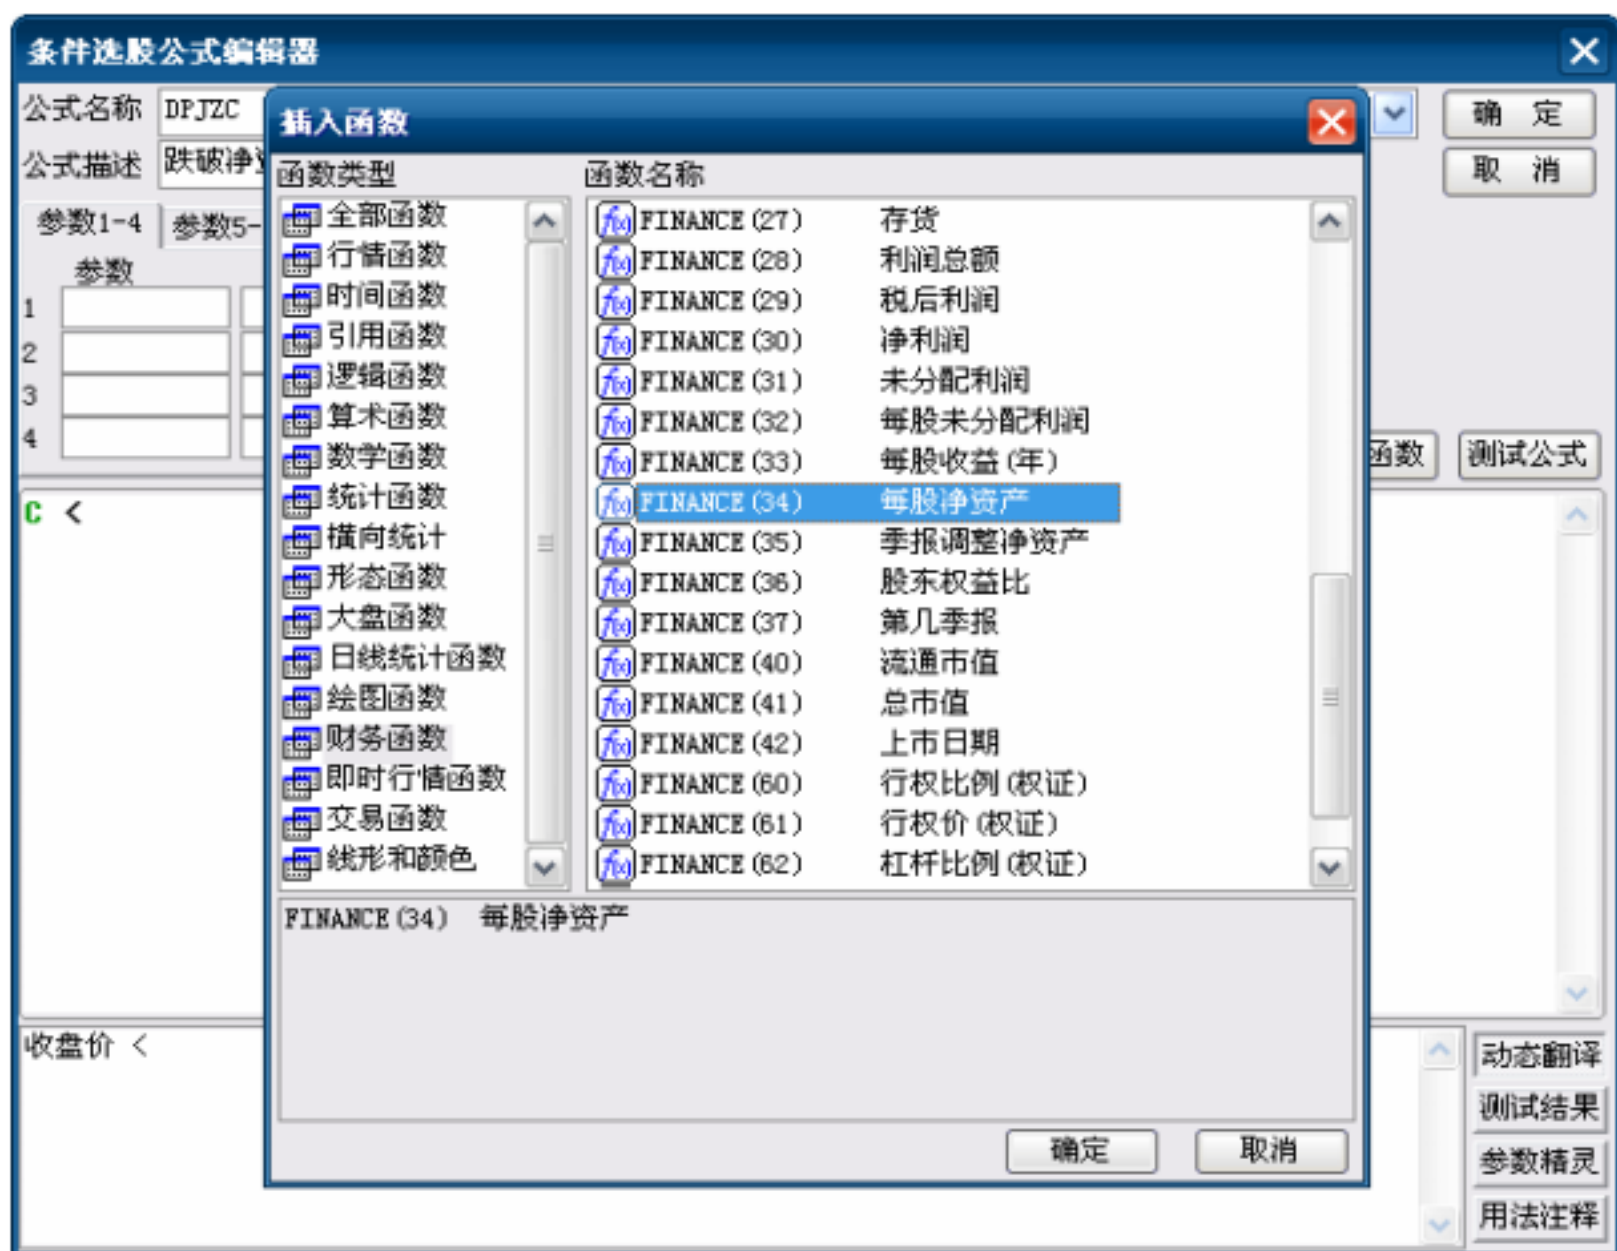 条件选股公式编辑器
公式名称 DPJZC
确 定
公式描述 跌破净
取 消
参数1-4 参数5-
参数
1
2
3
4
函数 测试公式
C <
插入函数
函数类型
全部函数
行情函数
时间函数
引用函数
逻辑函数
算术函数
数学函数
统计函数
横向统计
形态函数
大盘函数
日线统计函数
绘图函数
财务函数
即时行情函数
交易函数
线形和颜色
函数名称
FINANCE(27) 存货
FINANCE(28) 利润总额
FINANCE(29) 税后利润
FINANCE(30) 净利润
FINANCE(31) 未分配利润
FINANCE(32) 每股未分配利润
FINANCE(33) 每股收益(年)
FINANCE(34) 每股净资产
FINANCE(35) 季报调整净资产
FINANCE(36) 股东权益比
FINANCE(37) 第几季报
FINANCE(40) 流通市值
FINANCE(41) 总市值
FINANCE(42) 上市日期
FINANCE(60) 行权比例(权证)
FINANCE(61) 行权价(权证)
FINANCE(62) 杠杆比例(权证)
FINANCE(34) 每股净资产
确定 取消
收盘价 <
动态翻译
测试结果
参数精灵
用法注释